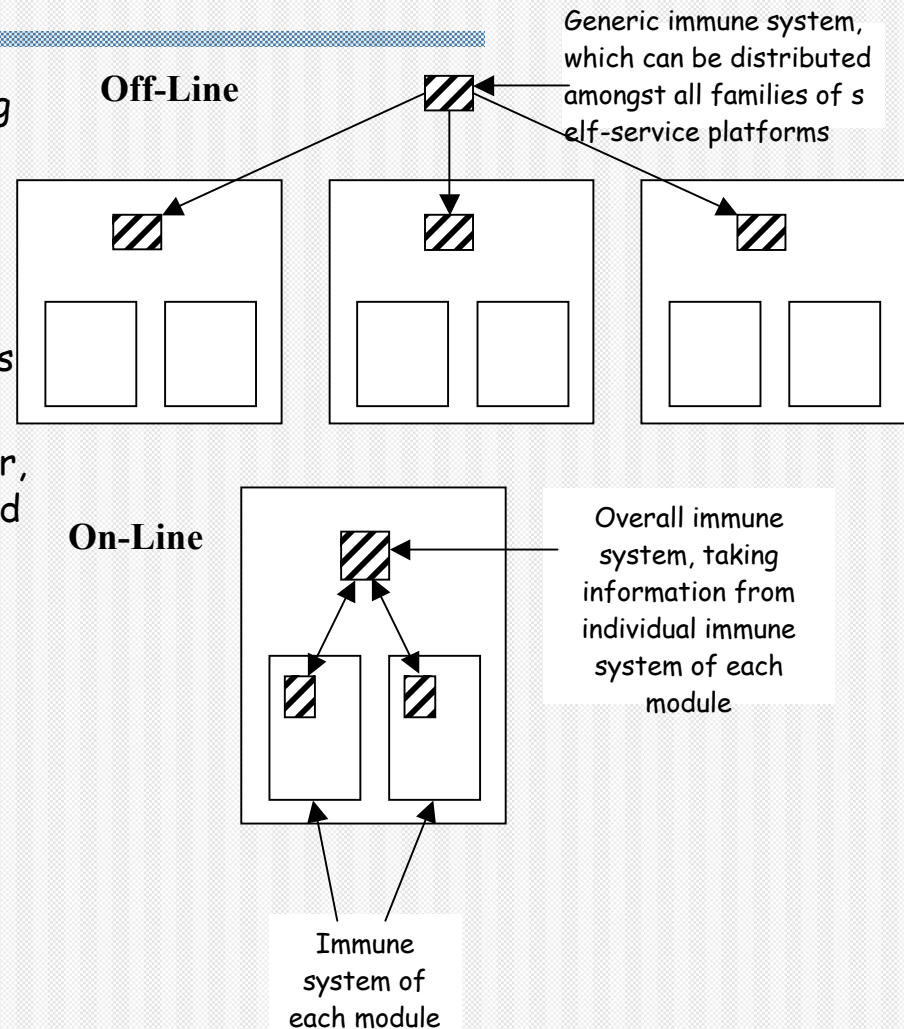 Generic immune system,
which can be distributed
amongst all families of s
elf-service platforms
Off-Line
g
s
r,
d
On-Line
Overall immune
system, taking
information from
individual immune
system of each
module
Immune
system of
each module